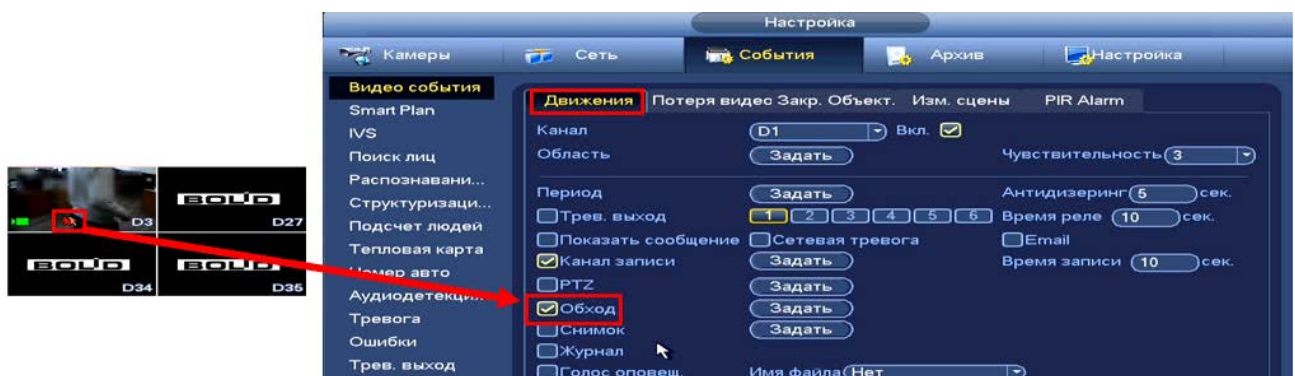 Настройка
Камеры Сеть События Архив Настройка
Видео события
Smart Plan
IVS
Поиск лиц
Распознавани...
Структуризаци...
Подсчет людей
Тепловая карта
Номер авто
Аудиодетекци...
Тревога
Ошибки
Трев. выход
Движения Потеря видео Закр. Объект. Изм. сцены PIR Alarm
Канал D1 Вкл.
Область Задать Чувствительность 3
Период Задать Антидизеринг 5 сек.
Трев. выход 1 2 3 4 5 6 Время реле 10 сек.
Показать сообщение Сетевая тревога Email
Канал записи Задать Время записи 10 сек.
PTZ Задать
Обход Задать
Снимок Задать
Журнал
Голос оповещ. Имя файла Нет
BOLID
D3 D27
BOLID BOLID
D34 D35